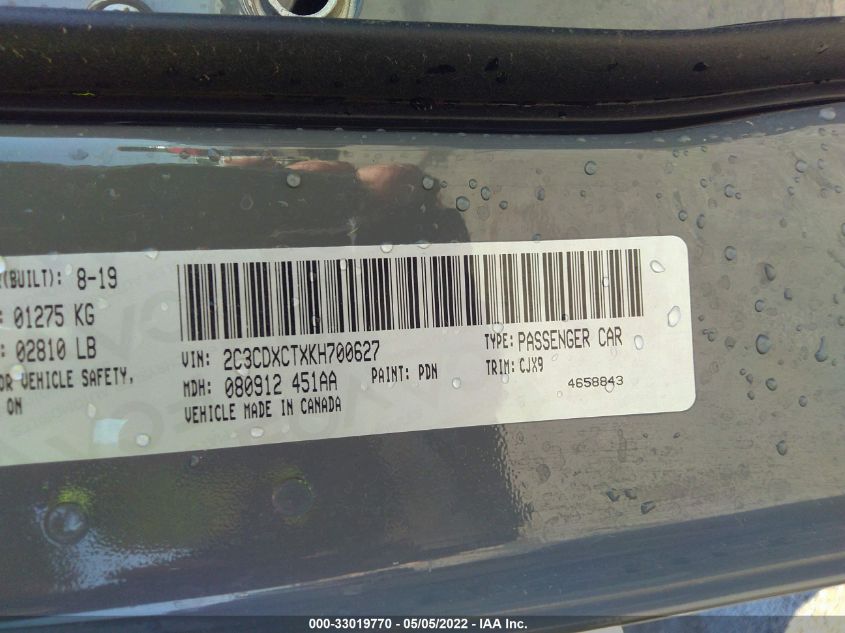 (BUILT): 8-19
01275 KG
02810 LB
OR VEHICLE SAFETY,
ON
VIN: 2C3CDXCTXKH700627
TYPE: PASSENGER CAR
MDH: 080912 451AA
PAINT: PDN
TRIM: CJX9
VEHICLE MADE IN CANADA
4658843
000-33019770 - 05/05/2022 - IAA Inc.